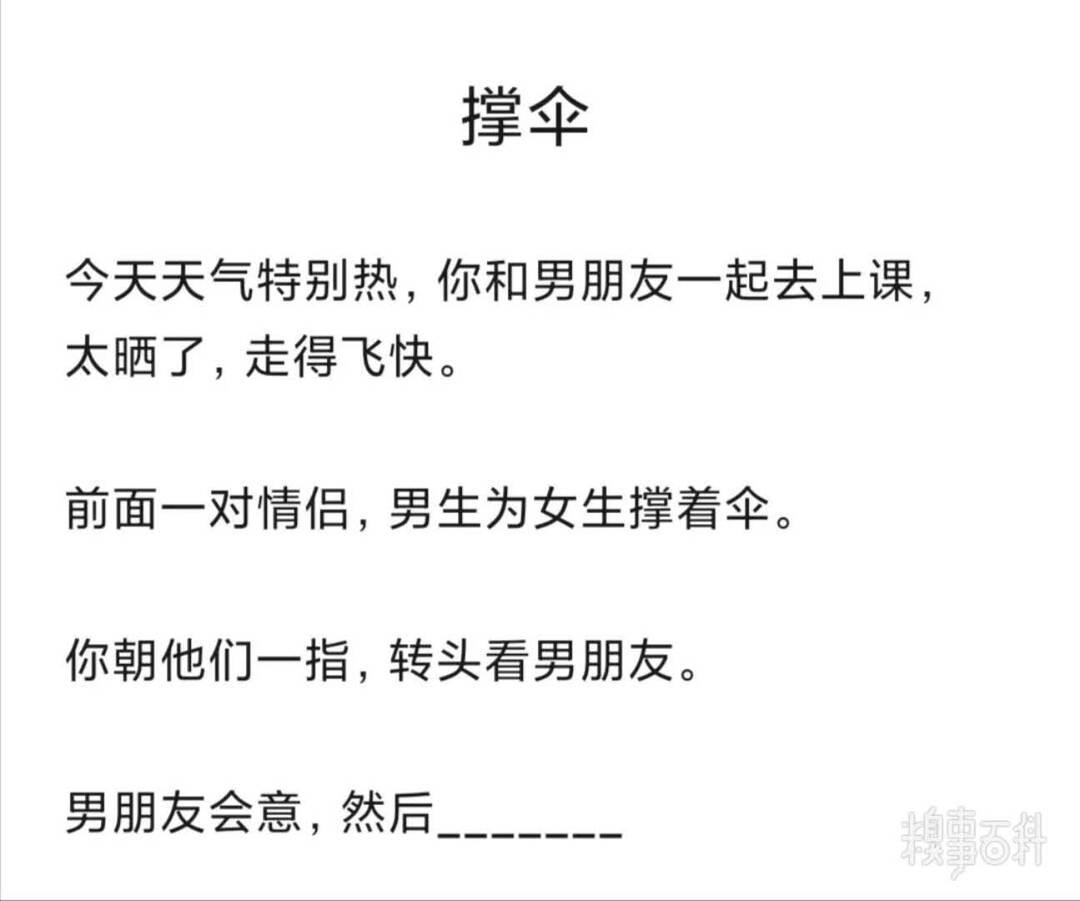 撑伞
今天天气特别热，你和男朋友一起去上课，
太晒了，走得飞快。
前面一对情侣，男生为女生撑着伞。
你朝他们一指，转头看男朋友。
男朋友会意，然后_______
糗事百科